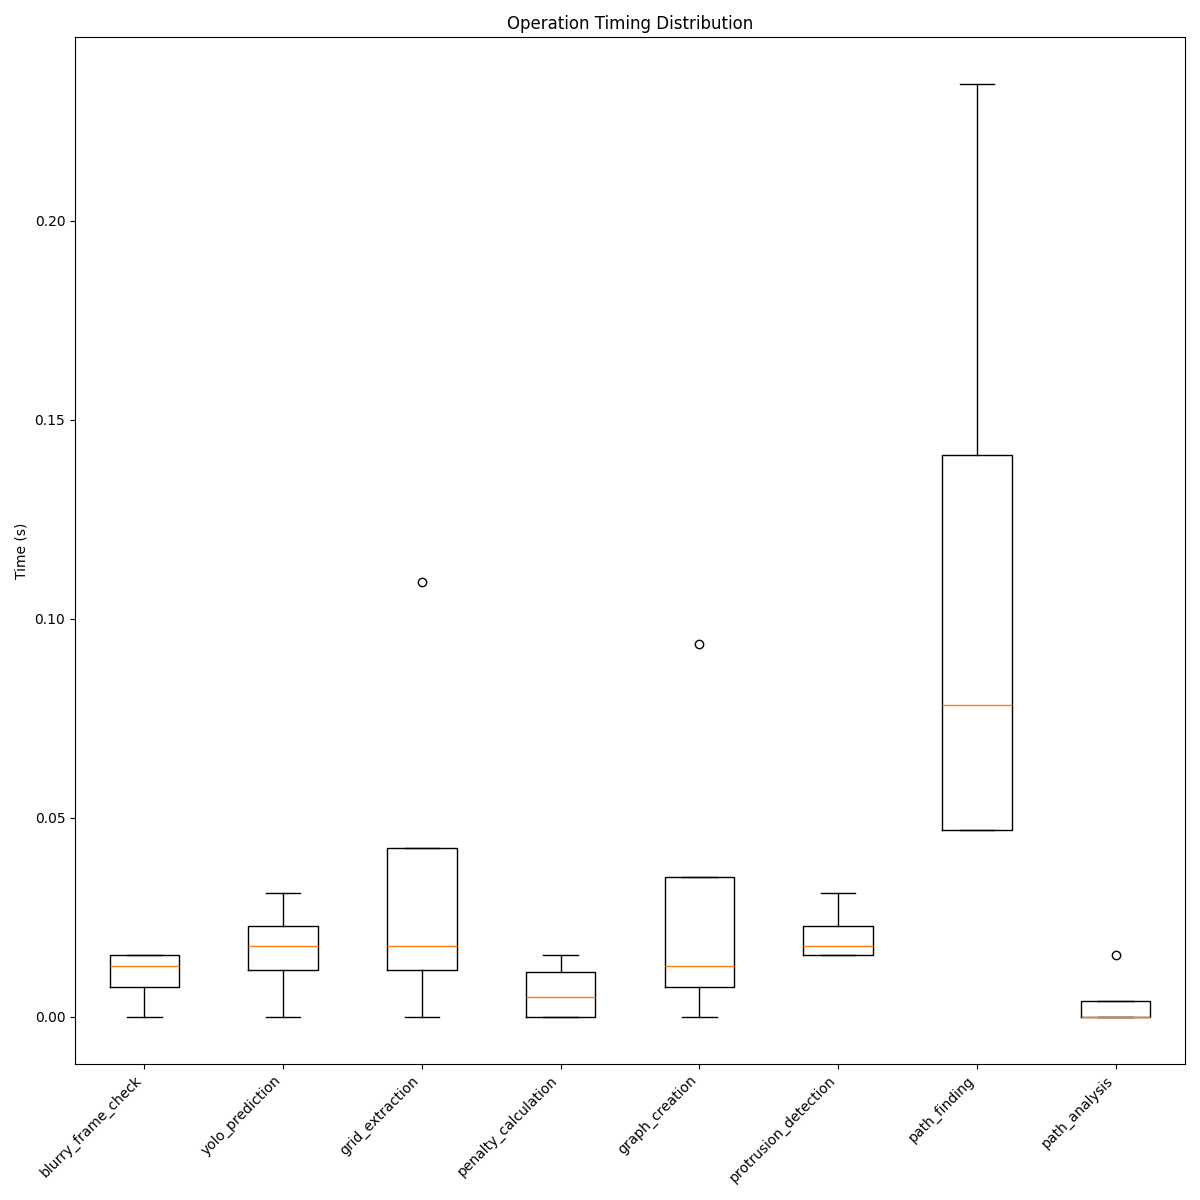 Operation Timing Distribution
Time (s)
0.20
0.15
0.10
0.05
0.00
blurry_frame_check
yolo_prediction
grid_extraction
penalty_calculation
graph_creation
protrusion_detection
path_finding
path_analysis